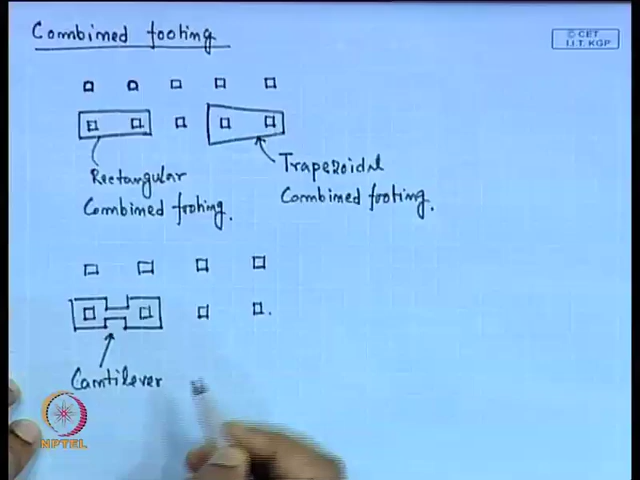 Combined footing
© CET
I.I.T. KGP
Rectangular
Combined footing.
Trapezoidal
Combined footing.
Cantilever
NPTEL